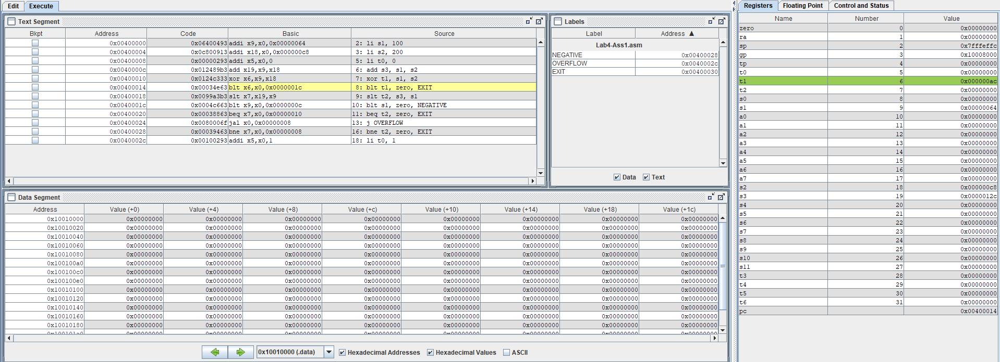 Edit Execute
Text Segment
Bkpt Address Code Basic Source
0x00400000 0x06400493 addi x9,x0,0x00000064 2: li s1, 100
0x00400004 0x0c800913 addi x18,x0,0x000000c8 3: li s2, 200
0x00400008 0x00000293 addi x5,x0,0 5: li t0, 0
0x0040000c 0x012489b3 add x19,x9,x18 6: add s3, s1, s2
0x00400010 0x0124c333 xor x6,x9,x18 7: xor t1, s1, s2
0x00400014 0x00034e63 blt x6,x0,0x0000001c 8: blt t1, zero, EXIT
0x00400018 0x0099a3b3 slt x7,x19,x9 9: slt t2, s3, s1
0x0040001c 0x0004c663 blt x9,x0,0x0000000c 10: blt s1, zero, NEGATIVE
0x00400020 0x00038863 beq x7,x0,0x00000010 11: beq t2, zero, EXIT
0x00400024 0x0080006f jal x0,0x00000008 13: j OVERFLOW
0x00400028 0x00039463 bne x7,x0,0x00000008 16: bne t2, zero, EXIT
0x0040002c 0x00100293 addi x5,x0,1 18: li t0, 1
Labels
Label Address ▲
Lab4-Ass1.asm
NEGATIVE 0x00400028
OVERFLOW 0x0040002c
EXIT 0x00400030
Data Text
Data Segment
Address Value (+0) Value (+4) Value (+8) Value (+c) Value (+10) Value (+14) Value (+18) Value (+1c)
0x10010000 0x00000000 0x00000000 0x00000000 0x00000000 0x00000000 0x00000000 0x00000000 0x00000000
0x10010020 0x00000000 0x00000000 0x00000000 0x00000000 0x00000000 0x00000000 0x00000000 0x00000000
0x10010040 0x00000000 0x00000000 0x00000000 0x00000000 0x00000000 0x00000000 0x00000000 0x00000000
0x10010060 0x00000000 0x00000000 0x00000000 0x00000000 0x00000000 0x00000000 0x00000000 0x00000000
0x10010080 0x00000000 0x00000000 0x00000000 0x00000000 0x00000000 0x00000000 0x00000000 0x00000000
0x100100a0 0x00000000 0x00000000 0x00000000 0x00000000 0x00000000 0x00000000 0x00000000 0x00000000
0x100100c0 0x00000000 0x00000000 0x00000000 0x00000000 0x00000000 0x00000000 0x00000000 0x00000000
0x100100e0 0x00000000 0x00000000 0x00000000 0x00000000 0x00000000 0x00000000 0x00000000 0x00000000
0x10010100 0x00000000 0x00000000 0x00000000 0x00000000 0x00000000 0x00000000 0x00000000 0x00000000
0x10010120 0x00000000 0x00000000 0x00000000 0x00000000 0x00000000 0x00000000 0x00000000 0x00000000
0x10010140 0x00000000 0x00000000 0x00000000 0x00000000 0x00000000 0x00000000 0x00000000 0x00000000
0x10010160 0x00000000 0x00000000 0x00000000 0x00000000 0x00000000 0x00000000 0x00000000 0x00000000
0x10010180 0x00000000 0x00000000 0x00000000 0x00000000 0x00000000 0x00000000 0x00000000 0x00000000
0x100101a0 0x00000000 0x00000000 0x00000000 0x00000000 0x00000000 0x00000000 0x00000000 0x00000000
0x10010000 (.data) Hexadecimal Addresses Hexadecimal Values ASCII
Registers Floating Point Control and Status
Name Number Value
zero 0 0x00000000
ra 1 0x00000000
sp 2 0x7fffeffc
gp 3 0x10008000
tp 4 0x00000000
t0 5 0x00000000
t1 6 0x000000ac
t2 7 0x00000000
s0 8 0x00000000
s1 9 0x00000064
a0 10 0x00000000
a1 11 0x00000000
a2 12 0x00000000
a3 13 0x00000000
a4 14 0x00000000
a5 15 0x00000000
a6 16 0x00000000
a7 17 0x00000000
s2 18 0x000000c8
s3 19 0x0000012c
s4 20 0x00000000
s5 21 0x00000000
s6 22 0x00000000
s7 23 0x00000000
s8 24 0x00000000
s9 25 0x00000000
s10 26 0x00000000
s11 27 0x00000000
t3 28 0x00000000
t4 29 0x00000000
t5 30 0x00000000
t6 31 0x00000000
pc 0x00400014